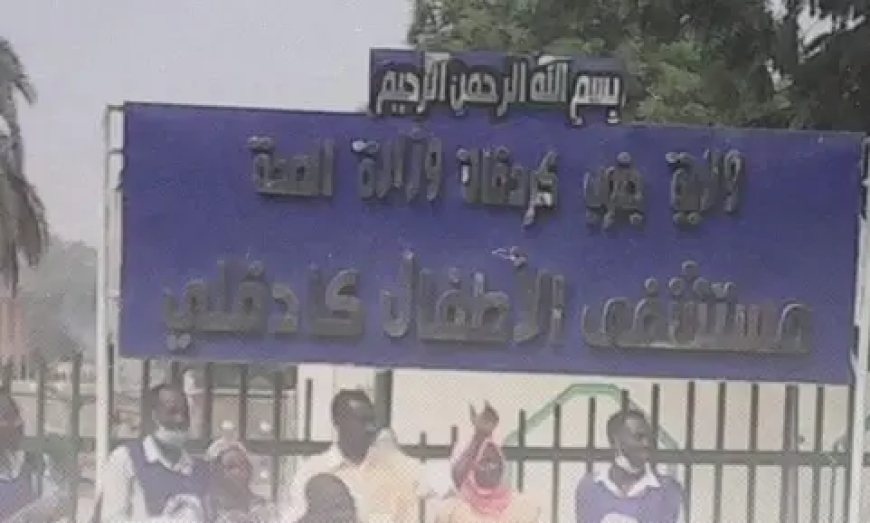 بسم الله الرحمن الرحيم
ولاية جنوب كردفان وزارة الصحة
مستشفى الأطفال كادقلي